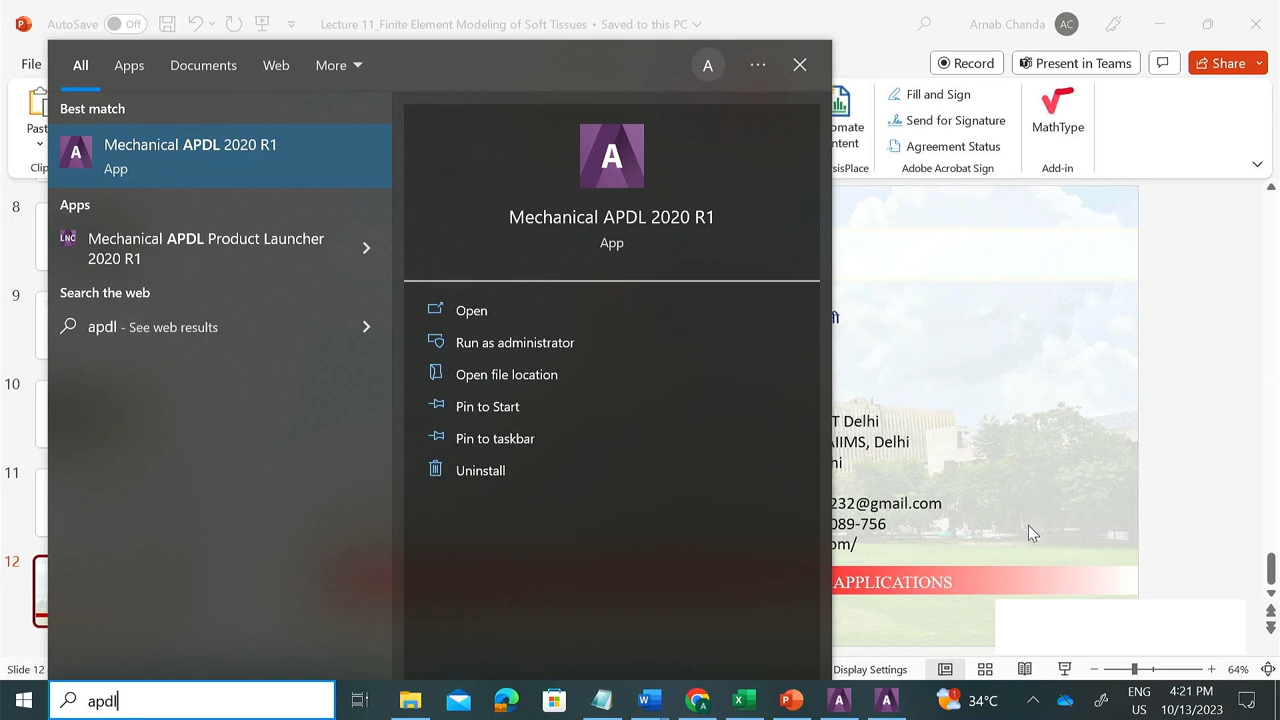 AutoSave Off Lecture 11_Finite Element Modeling of Soft Tissues • Saved to this PC Arnab Chanda AC
File Record Present in Teams Share
All Apps Documents Web More A
Best match
Mechanical APDL 2020 R1
App
Apps
Mechanical APDL Product Launcher
2020 R1
Search the web
apdl - See web results
A
Mechanical APDL 2020 R1
App
Open
Run as administrator
Open file location
Pin to Start
Pin to taskbar
Uninstall
Fill and Sign
Send for Signature
Agreement Status
Adobe Acrobat Sign
MathType
Add-in
8
9
10
11
12
T Delhi
AIIMS, Delhi
232@gmail.com
089-756
om/
APPLICATIONS
Slide 12 Display Settings 64%
apdl
34°C ENG
US
4:21 PM
10/13/2023